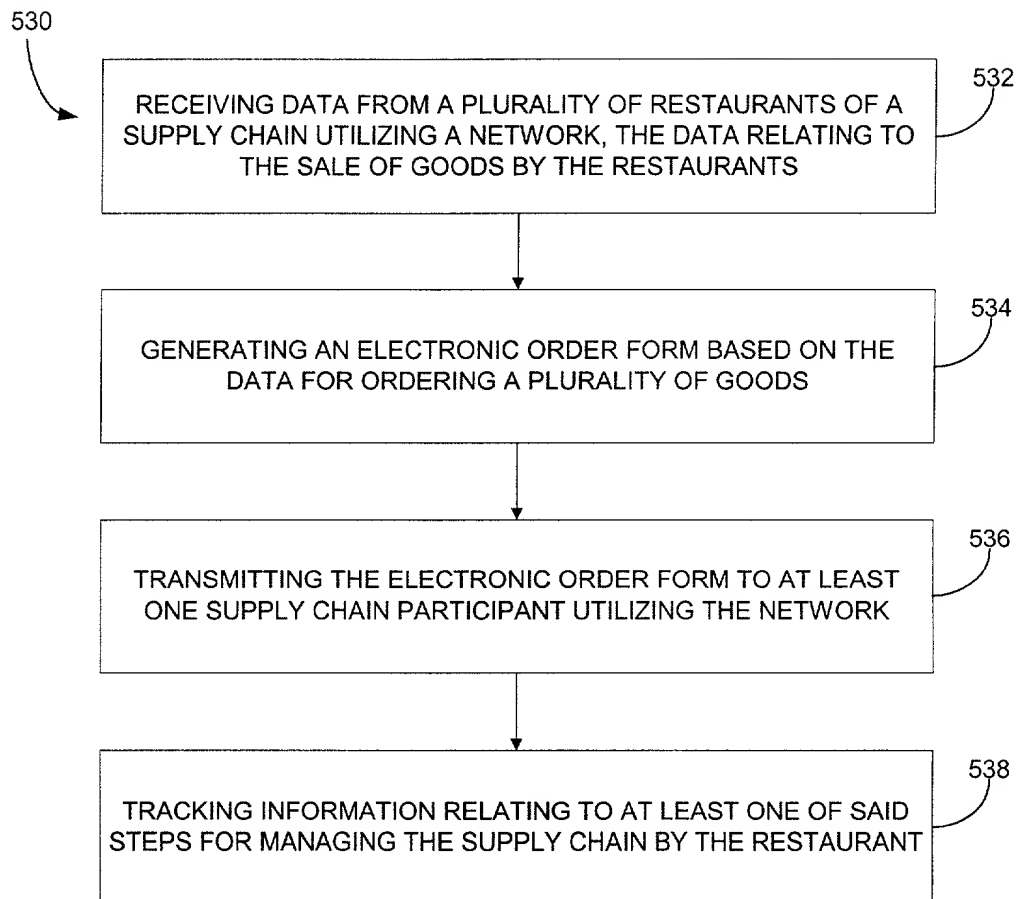 530
532
RECEIVING DATA FROM A PLURALITY OF RESTAURANTS OF A
SUPPLY CHAIN UTILIZING A NETWORK, THE DATA RELATING TO
THE SALE OF GOODS BY THE RESTAURANTS
534
GENERATING AN ELECTRONIC ORDER FORM BASED ON THE
DATA FOR ORDERING A PLURALITY OF GOODS
536
TRANSMITTING THE ELECTRONIC ORDER FORM TO AT LEAST
ONE SUPPLY CHAIN PARTICIPANT UTILIZING THE NETWORK
538
TRACKING INFORMATION RELATING TO AT LEAST ONE OF SAID
STEPS FOR MANAGING THE SUPPLY CHAIN BY THE RESTAURANT